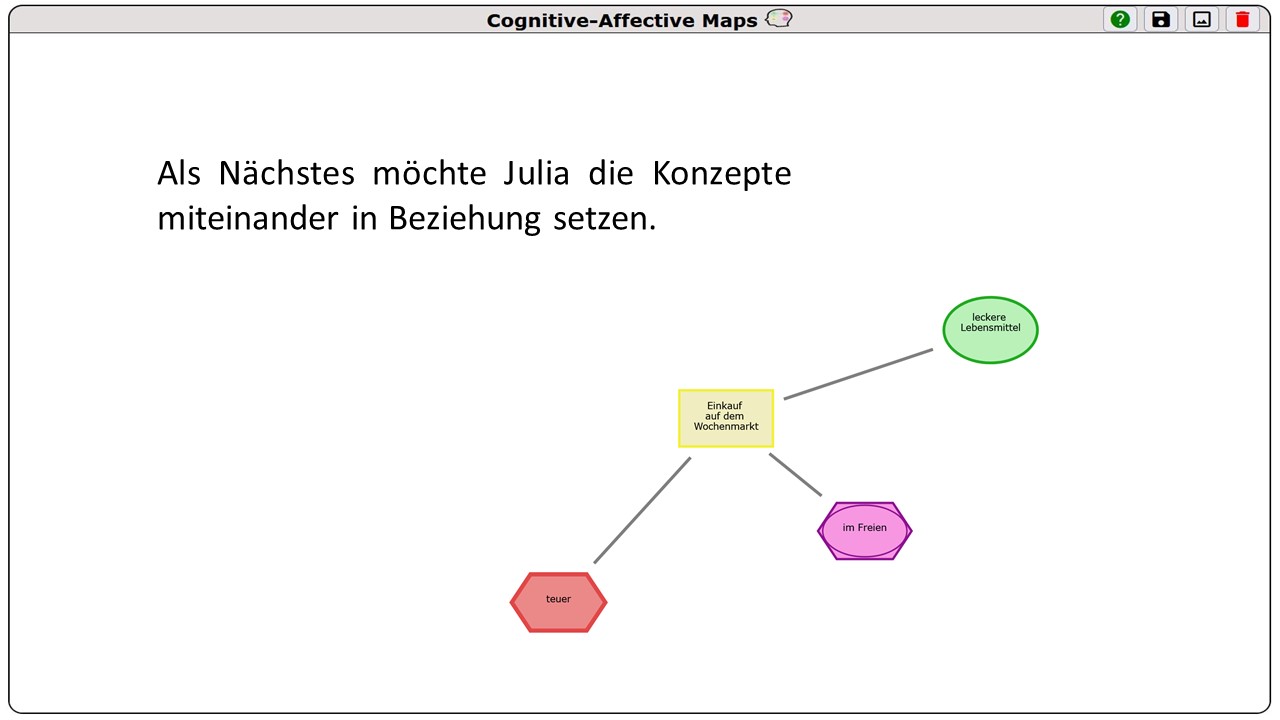 Cognitive-Affective Maps
Als Nächstes möchte Julia die Konzepte
miteinander in Beziehung setzen.
leckere
Lebensmittel
Einkauf
auf dem
Wochenmarkt
im Freien
teuer